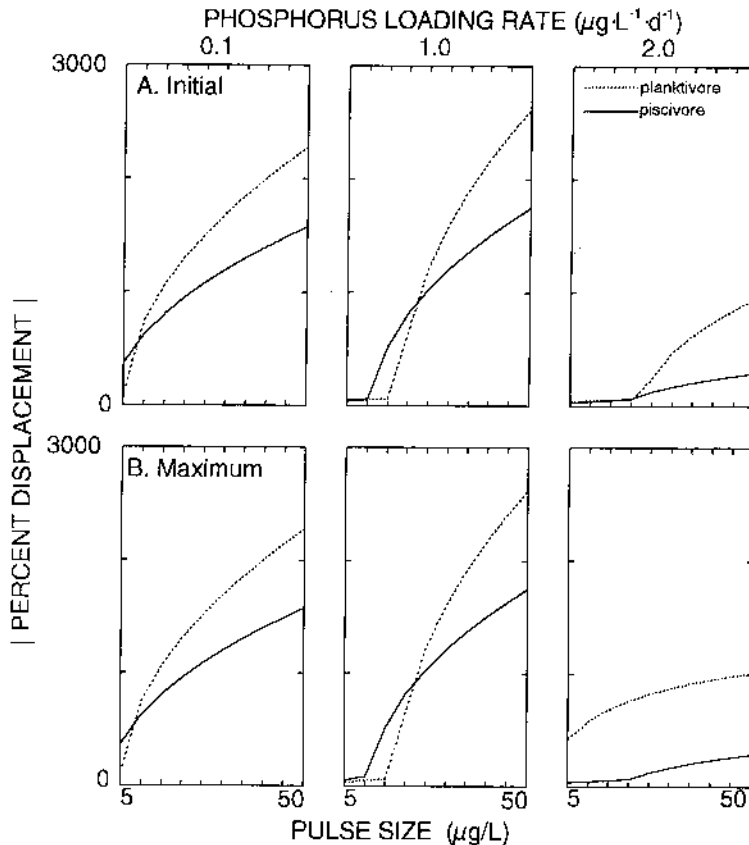 PHOSPHORUS LOADING RATE (µg·L⁻¹·d⁻¹)
0.1 1.0 2.0
3000
A. Initial
planktivore
piscivore
0
| PERCENT DISPLACEMENT |
3000
B. Maximum
0
5 50 5 50 5 50
PULSE SIZE (µg/L)